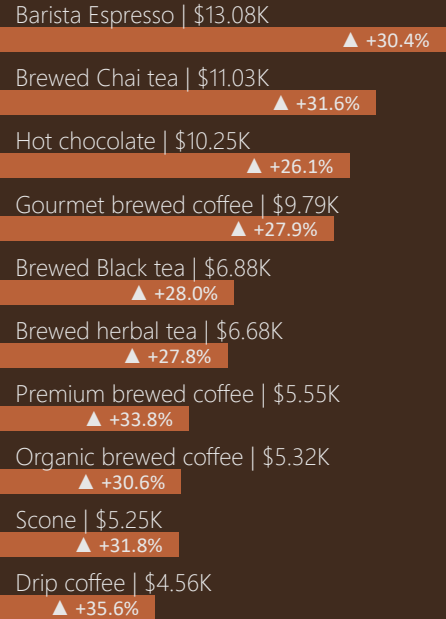 Barista Espresso | $13.08K
▲ +30.4%
Brewed Chai tea | $11.03K
▲ +31.6%
Hot chocolate | $10.25K
▲ +26.1%
Gourmet brewed coffee | $9.79K
▲ +27.9%
Brewed Black tea | $6.88K
▲ +28.0%
Brewed herbal tea | $6.68K
▲ +27.8%
Premium brewed coffee | $5.55K
▲ +33.8%
Organic brewed coffee | $5.32K
▲ +30.6%
Scone | $5.25K
▲ +31.8%
Drip coffee | $4.56K
▲ +35.6%